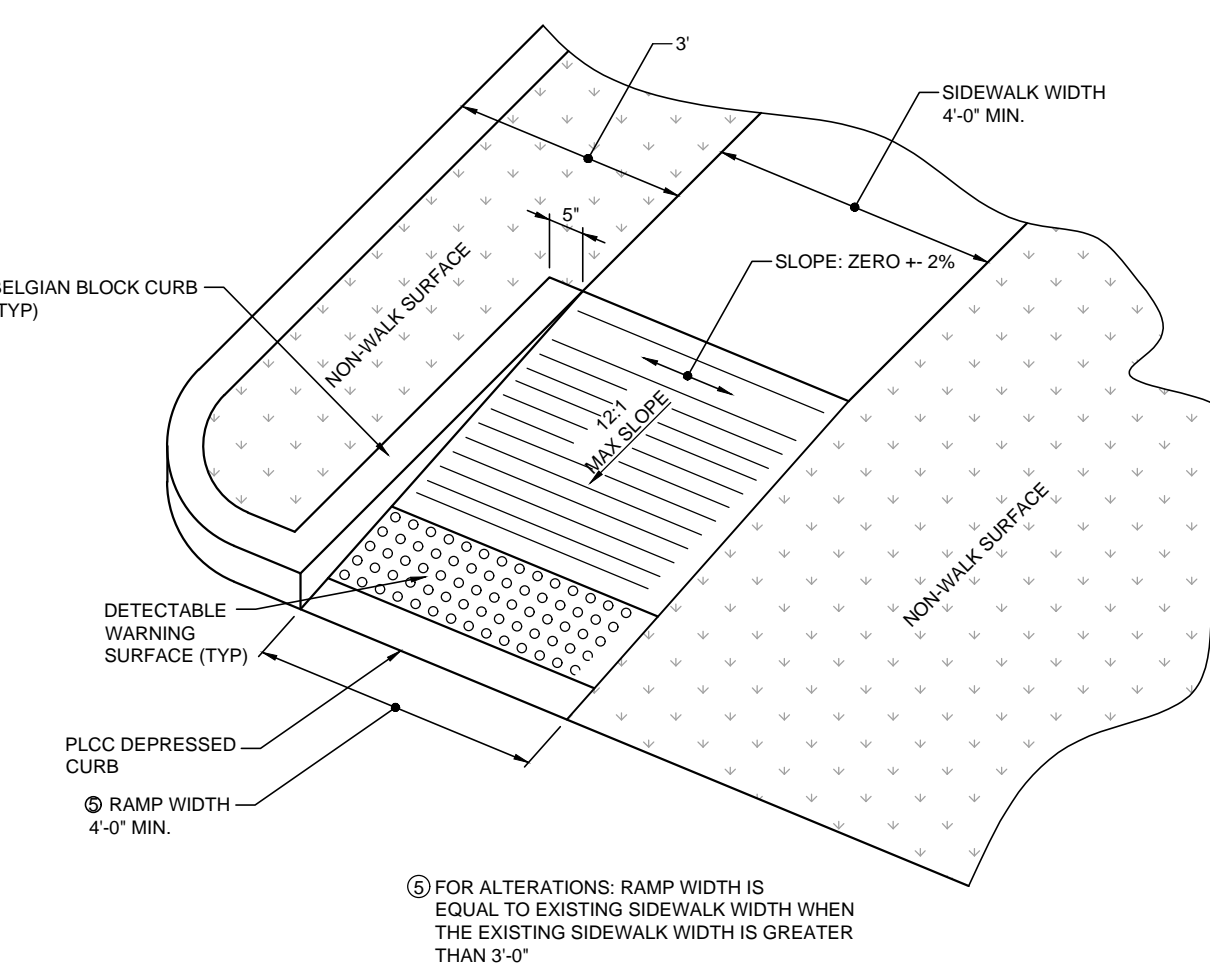 3'
SIDEWALK WIDTH
4'-0" MIN.
5"
SLOPE: ZERO +- 2%
BELGIAN BLOCK CURB
TYP)
NON-WALK SURFACE
12:1
MAX SLOPE
NON-WALK SURFACE
DETECTABLE
WARNING
SURFACE (TYP)
PLCC DEPRESSED
CURB
⑤ RAMP WIDTH
4'-0" MIN.
⑤ FOR ALTERATIONS: RAMP WIDTH IS
EQUAL TO EXISTING SIDEWALK WIDTH WHEN
THE EXISTING SIDEWALK WIDTH IS GREATER
THAN 3'-0"